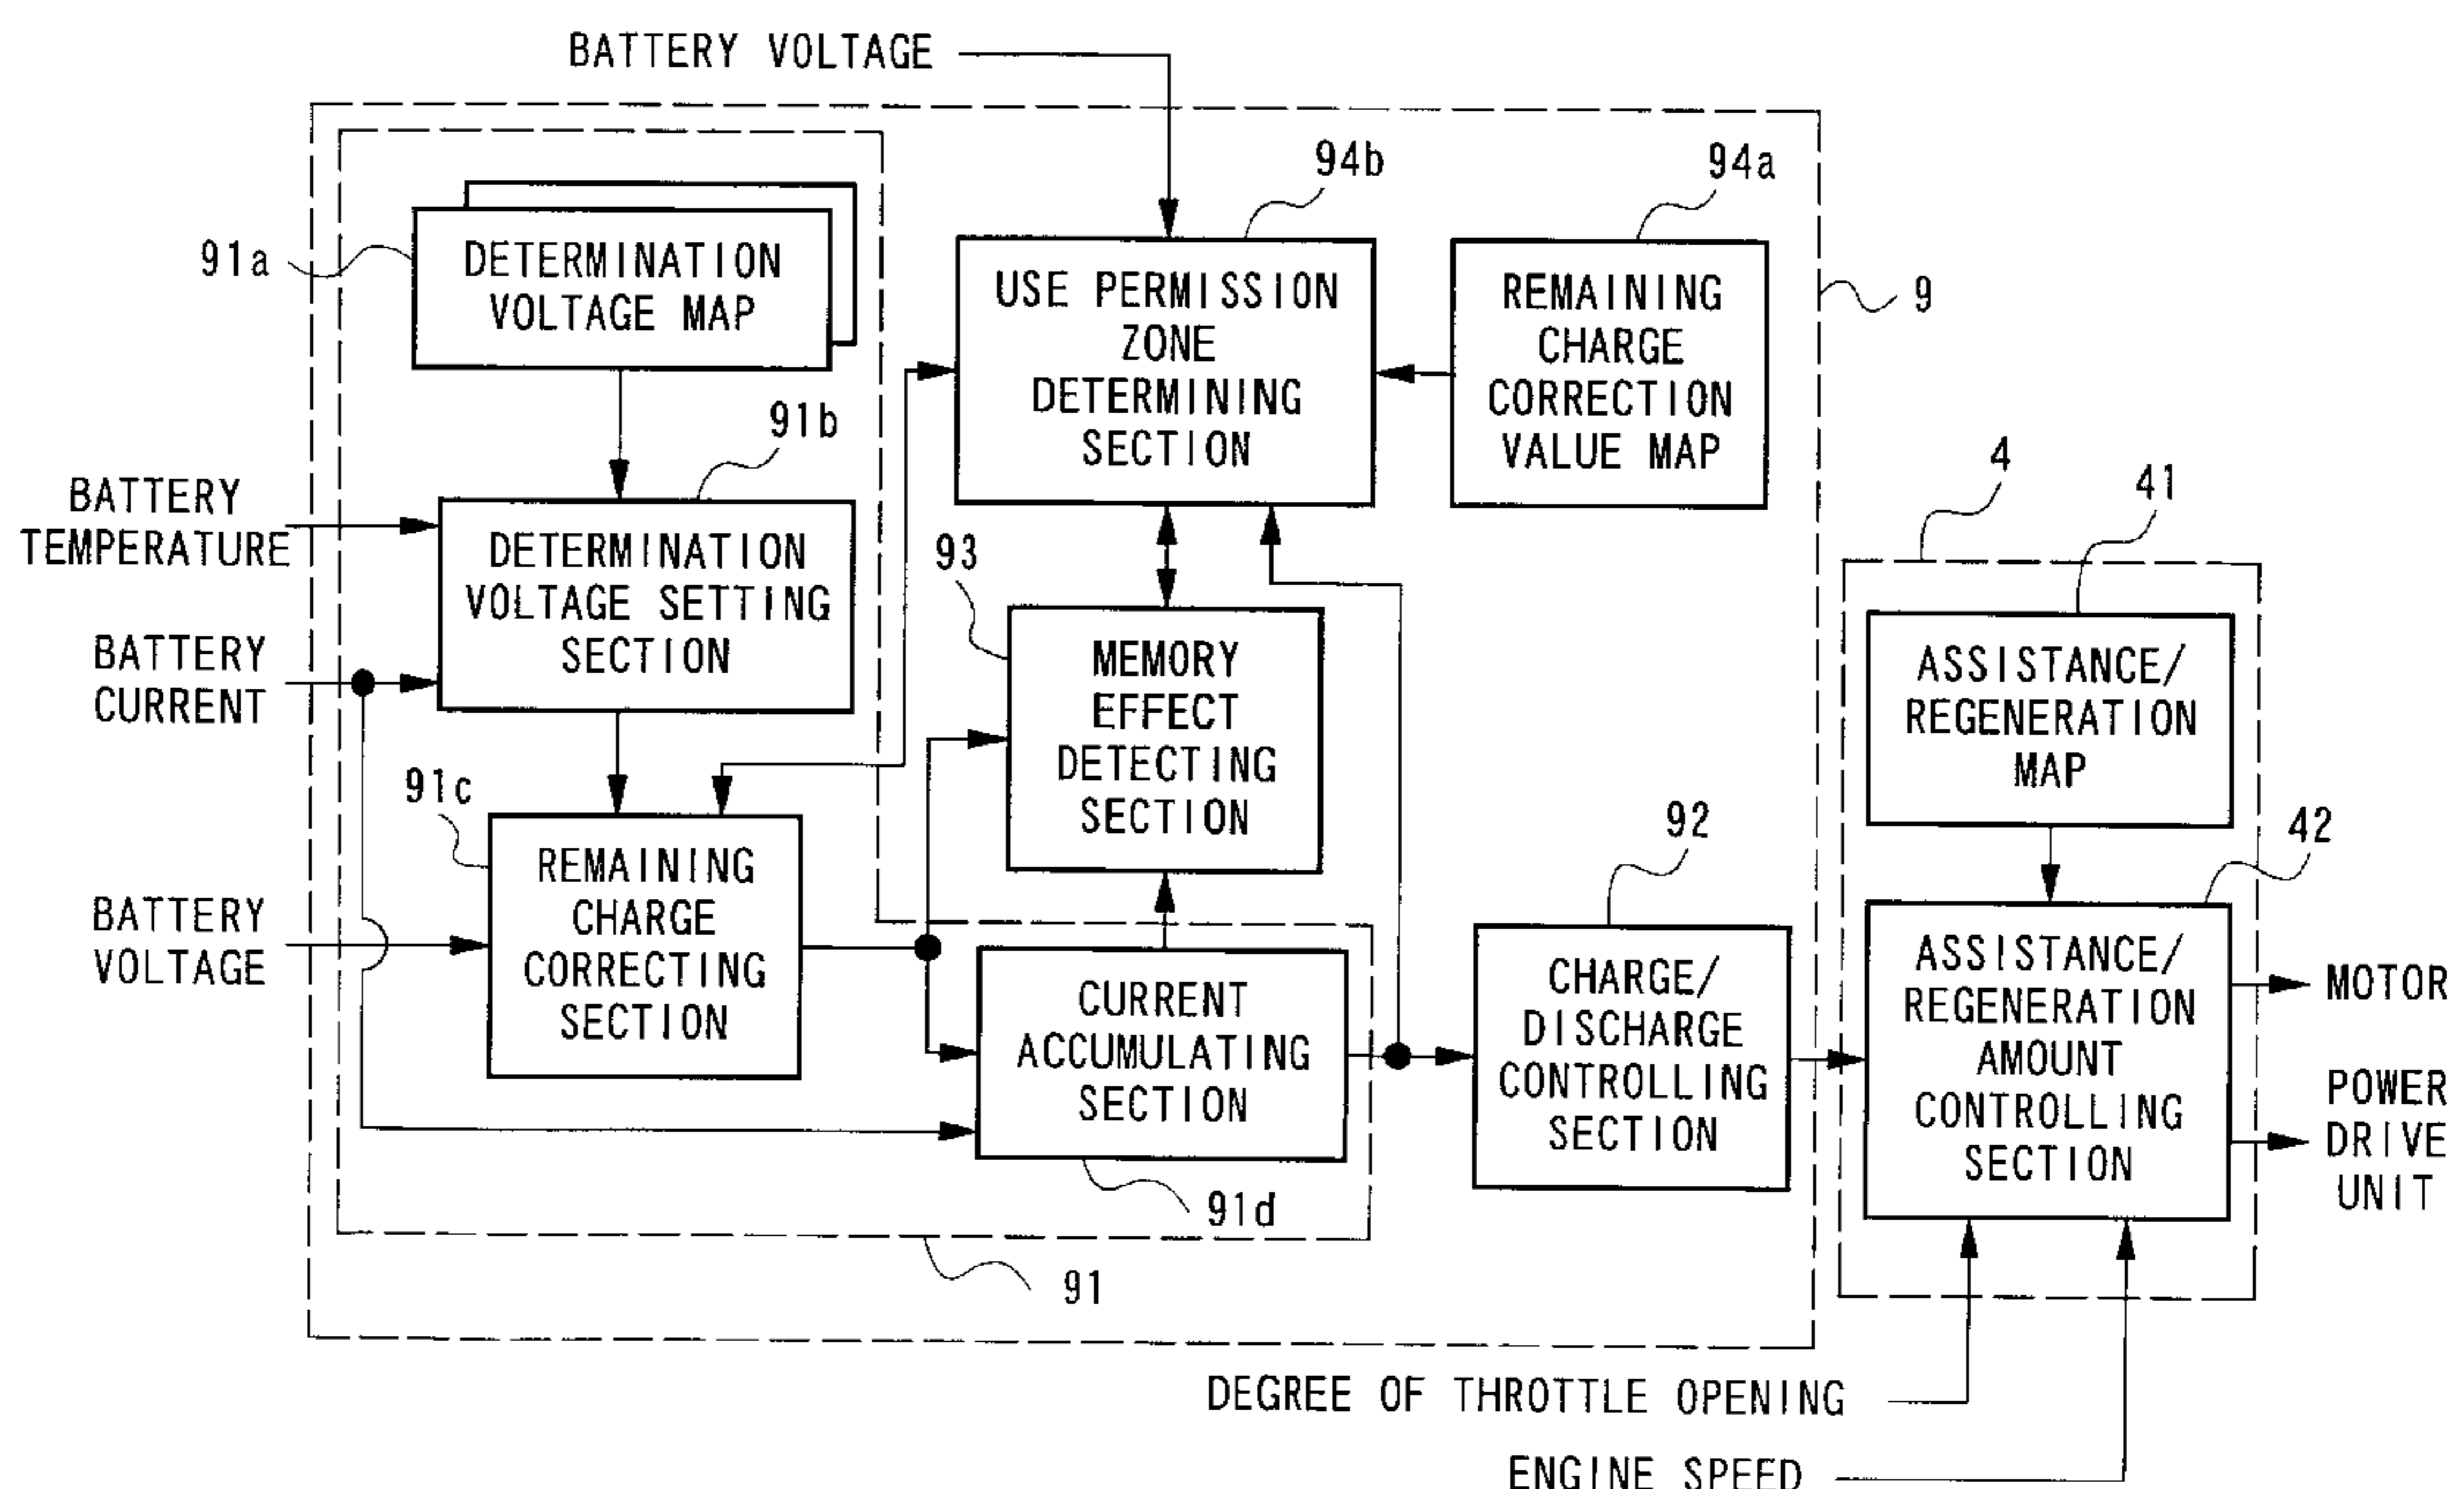 BATTERY VOLTAGE
94b
94a
91a
DETERMINATION
VOLTAGE MAP
USE PERMISSION
ZONE
DETERMINING
SECTION
REMAINING
CHARGE
CORRECTION
VALUE MAP
9
91b
BATTERY
TEMPERATURE
DETERMINATION
VOLTAGE SETTING
SECTION
BATTERY
CURRENT
93
MEMORY
EFFECT
DETECTING
SECTION
4
41
ASSISTANCE/
REGENERATION
MAP
91c
REMAINING
CHARGE
CORRECTING
SECTION
BATTERY
VOLTAGE
CURRENT
ACCUMULATING
SECTION
91d
91
92
CHARGE/
DISCHARGE
CONTROLLING
SECTION
42
ASSISTANCE/
REGENERATION
AMOUNT
CONTROLLING
SECTION
MOTOR
POWER
DRIVE
UNIT
DEGREE OF THROTTLE OPENING
ENGINE SPEED